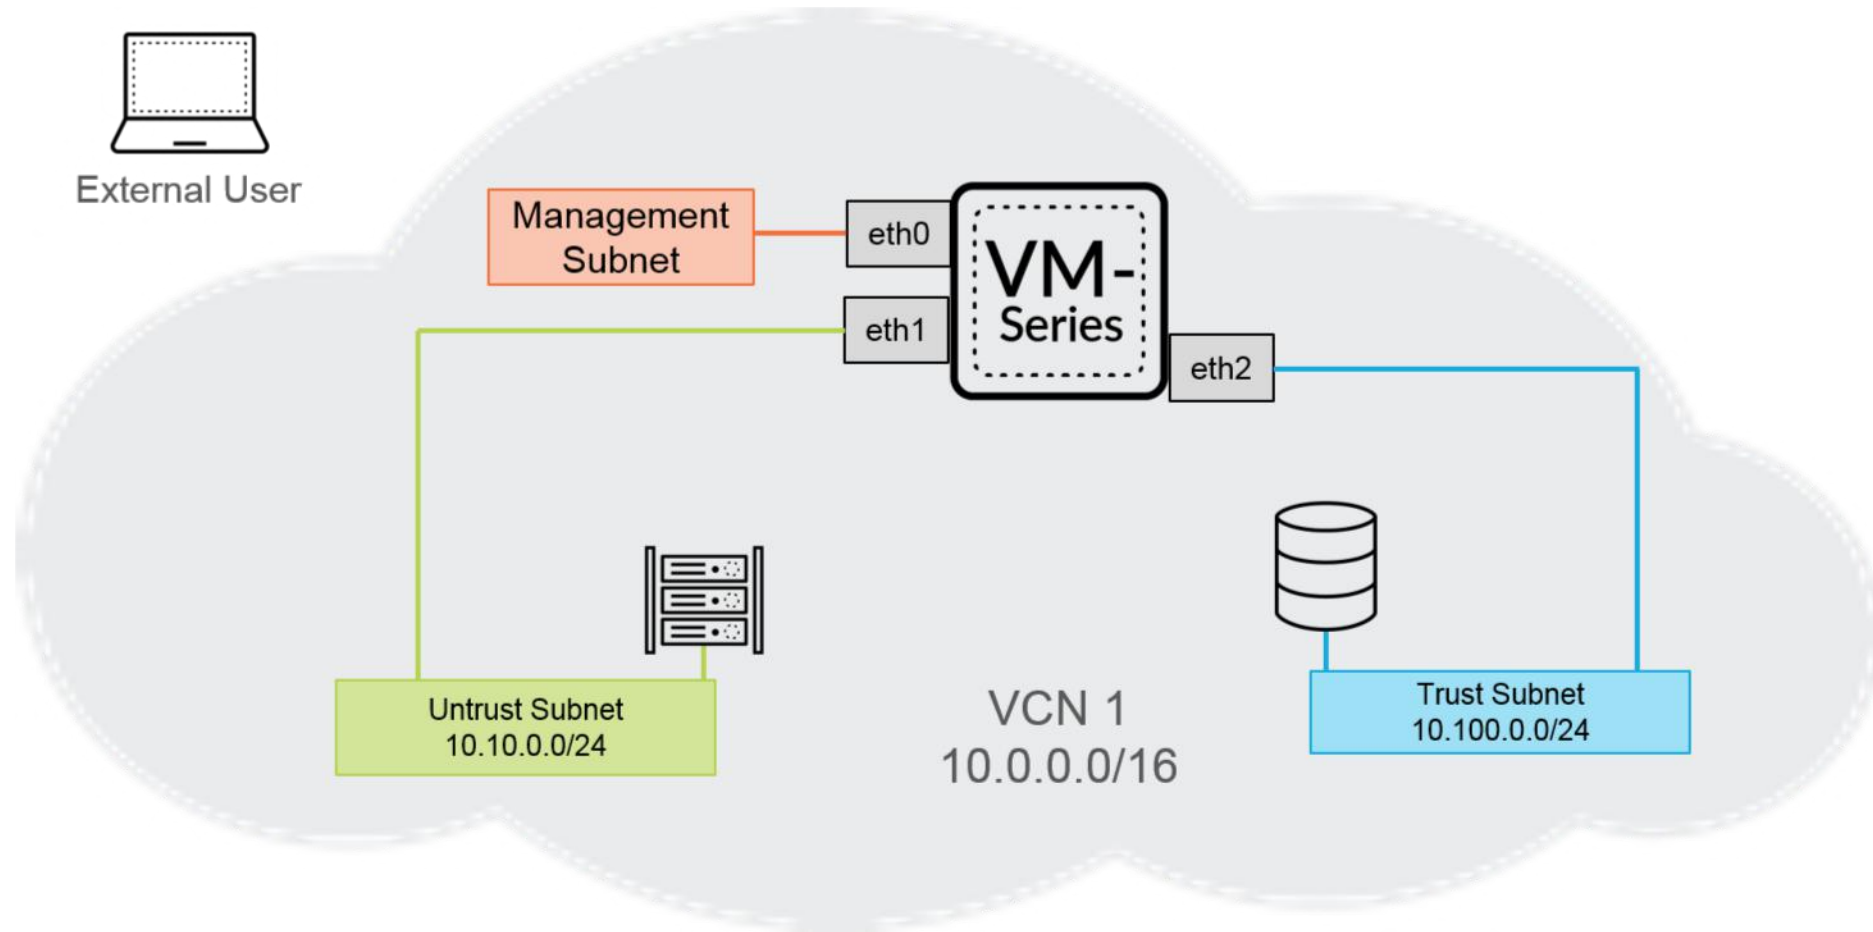 External User
Management
Subnet
eth0
eth1
VM-
Series
eth2
Untrust Subnet
10.10.0.0/24
VCN 1
10.0.0.0/16
Trust Subnet
10.100.0.0/24